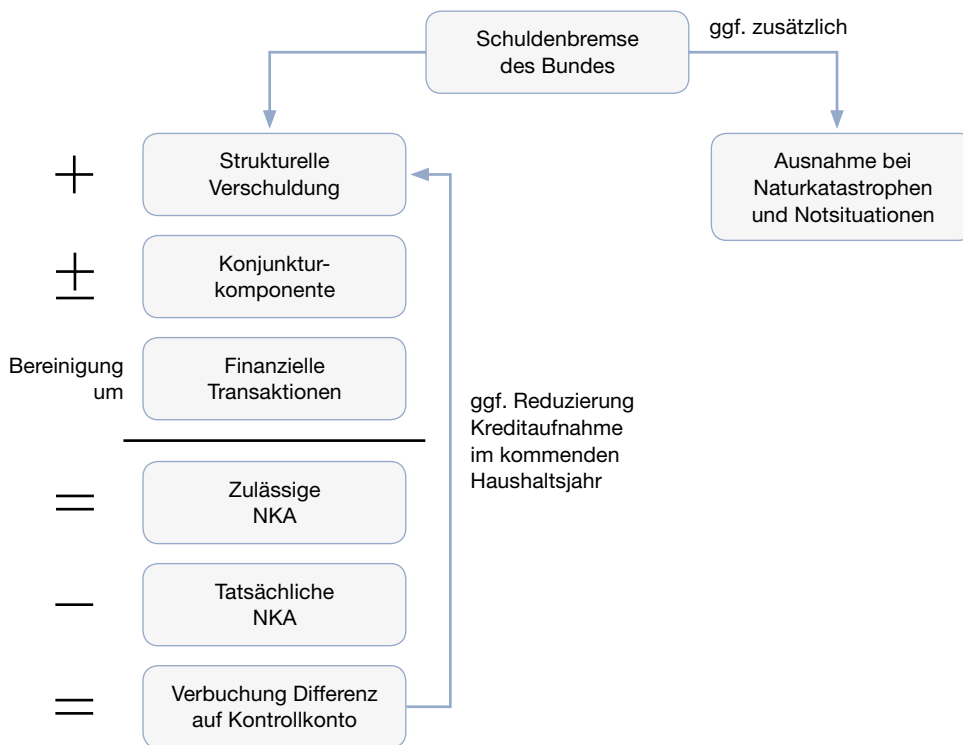 Schuldenbremse
des Bundes
ggf. zusätzlich
+
Strukturelle
Verschuldung
Ausnahme bei
Naturkatastrophen
und Notsituationen
±
Konjunktur-
komponente
Bereinigung
um
Finanzielle
Transaktionen
ggf. Reduzierung
Kreditaufnahme
im kommenden
Haushaltsjahr
=
Zulässige
NKA
–
Tatsächliche
NKA
=
Verbuchung Differenz
auf Kontrollkonto